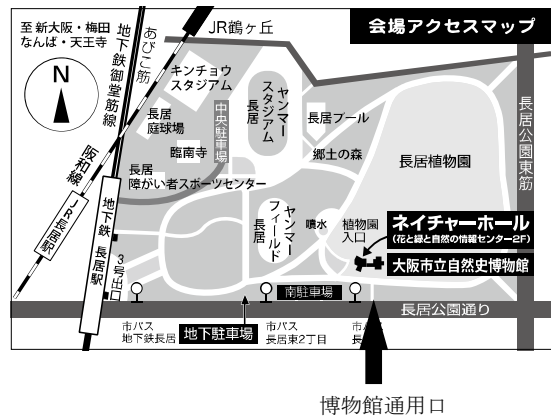 会場アクセスマップ
至 新大阪・梅田
なんば・天王寺
地下鉄御堂筋線
あびこ筋
JR鶴ヶ丘
N
キンチョウ
スタジアム
ヤンマー
スタジアム
長居
長居
庭球場
中央駐車場
長居プール
臨南寺
郷土の森
長居植物園
長居公園東筋
長居
障がい者スポーツセンター
阪和線
JR長居駅
地下鉄 長居駅
3号出口
ヤンマー
フィールド
長居
噴水
植物園
入口
ネイチャーホール
(花と緑と自然の情報センター2F)
大阪市立自然史博物館
南駐車場
長居公園通り
市バス
地下鉄長居
地下駐車場
市バス
長居東2丁目
市バス
博物館通用口